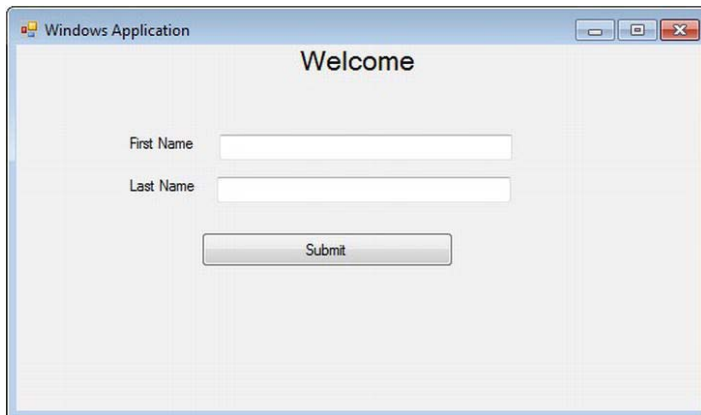 Windows Application
Welcome
First Name
Last Name
Submit